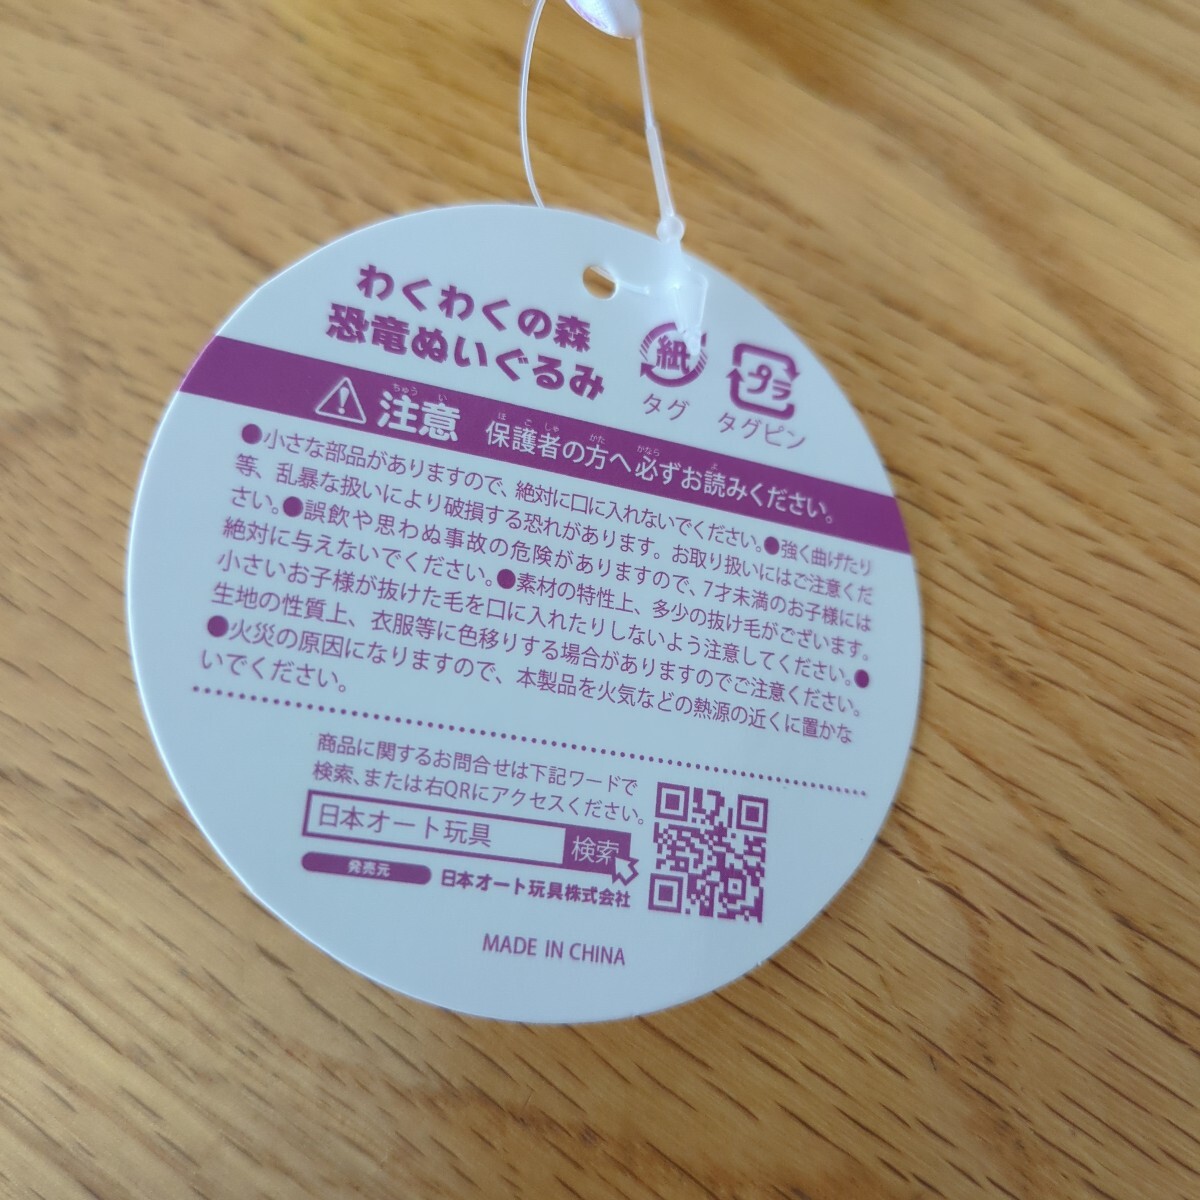 わくわくの森
恐竜ぬいぐるみ
紙
タグ
プラ
タグピン
注意 保護者の方へ必ずお読みください。
ちゅう い ほ ご しゃ かた かなら よ
●小さな部品がありますので、絶対に口に入れないでください。●強く曲げたり
等、乱暴な扱いにより破損する恐れがあります。お取り扱いにはご注意くだ
さい。●誤飲や思わぬ事故の危険がありますので、7才未満のお子様には
絶対に与えないでください。●素材の特性上、多少の抜け毛がございます。
小さいお子様が抜けた毛を口に入れたりしないよう注意してください。●
生地の性質上、衣服等に色移りする場合がありますのでご注意ください。
●火災の原因になりますので、本製品を火気などの熱源の近くに置かな
いでください。
商品に関するお問合せは下記ワードで
検索、または右QRにアクセスください。
日本オート玩具 検索
発売元 日本オート玩具株式会社
MADE IN CHINA